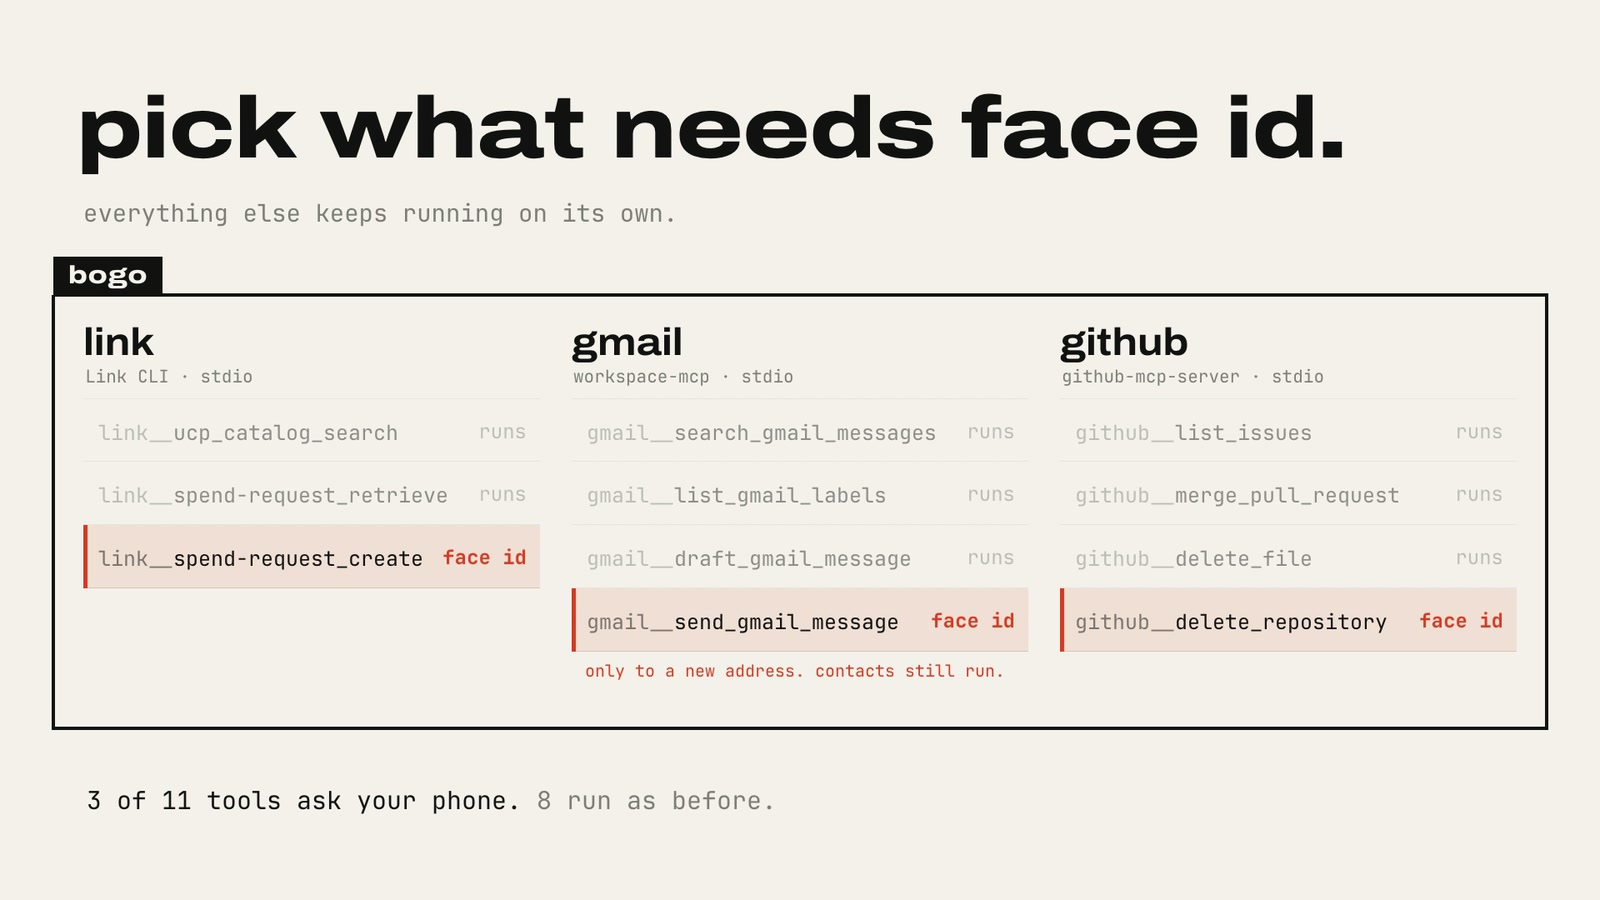 pick what needs face id.
everything else keeps running on its own.
bogo
link
Link CLI · stdio
link__ucp_catalog_search runs
link__spend-request_retrieve runs
link__spend-request_create face id
gmail
workspace-mcp · stdio
gmail__search_gmail_messages runs
gmail__list_gmail_labels runs
gmail__draft_gmail_message runs
gmail__send_gmail_message face id
only to a new address. contacts still run.
github
github-mcp-server · stdio
github__list_issues runs
github__merge_pull_request runs
github__delete_file runs
github__delete_repository face id
3 of 11 tools ask your phone. 8 run as before.